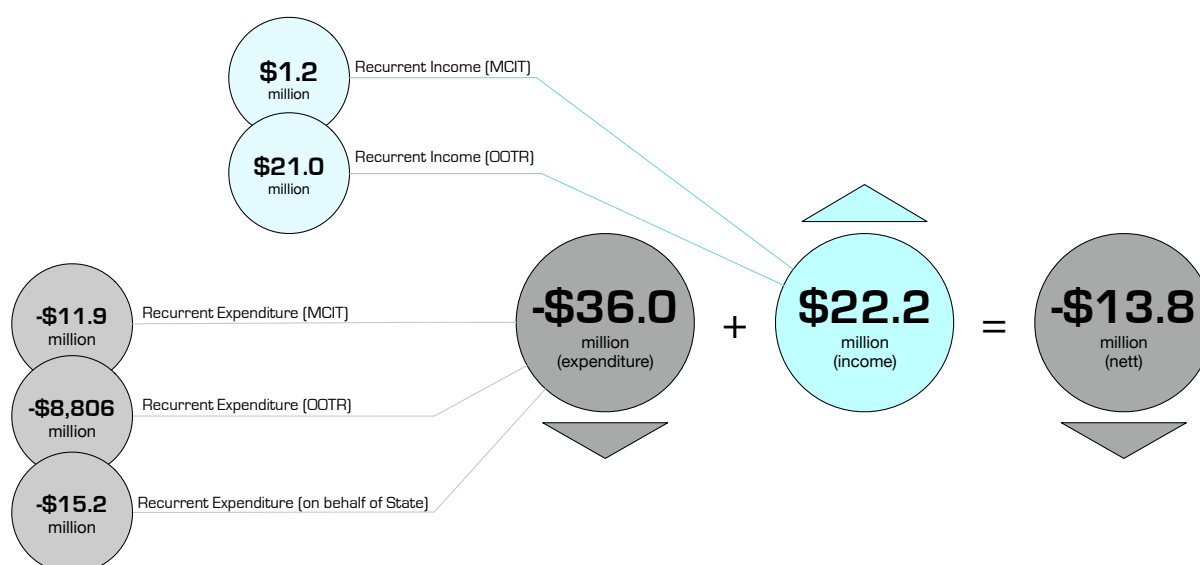 $1.2
million
Recurrent Income (MCIT)
$21.0
million
Recurrent Income (OOTR)
-$11.9
million
Recurrent Expenditure (MCIT)
-$8,806
million
Recurrent Expenditure (OOTR)
-$15.2
million
Recurrent Expenditure (on behalf of State)
-$36.0
million
(expenditure)
+
$22.2
million
(income)
=
-$13.8
million
(nett)